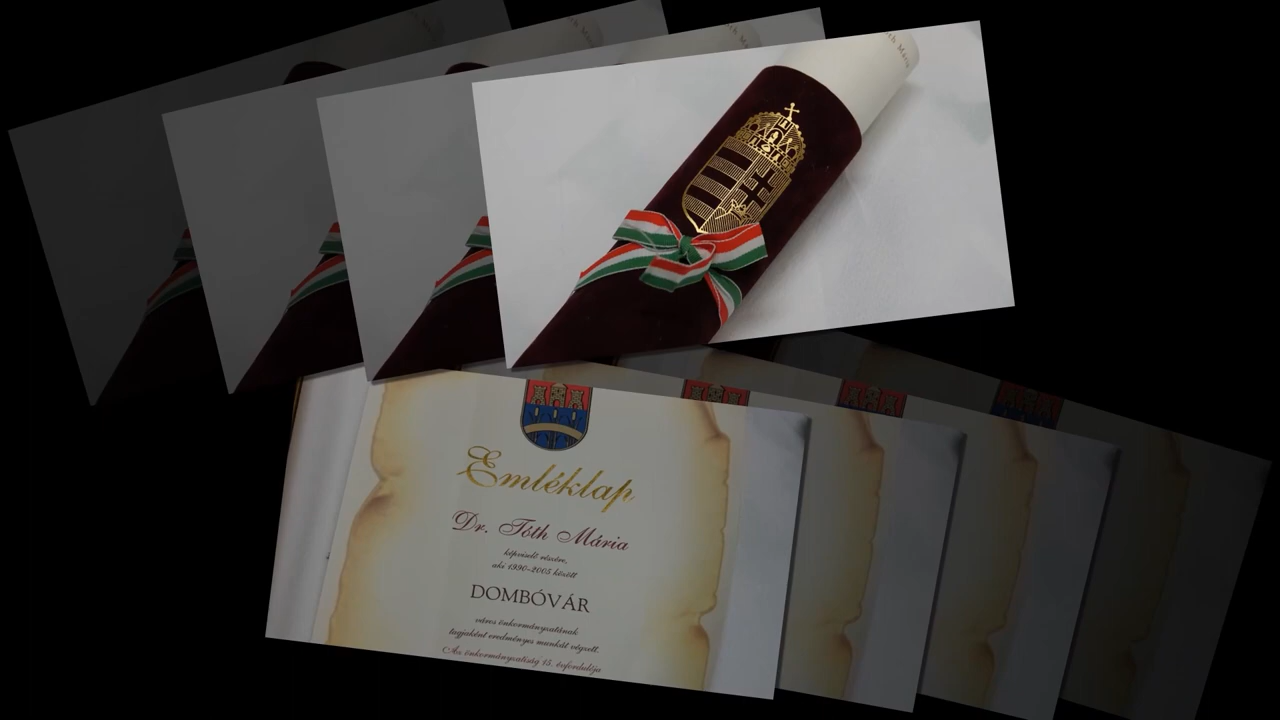 Emléklap
Dr. Tóth Mária
képviselő részére,
aki 1990-2005 között
DOMBÓVÁR
város önkormányzatának
tagjaként eredményes munkát végzett.
Az önkormányzatiság 15. évfordulója